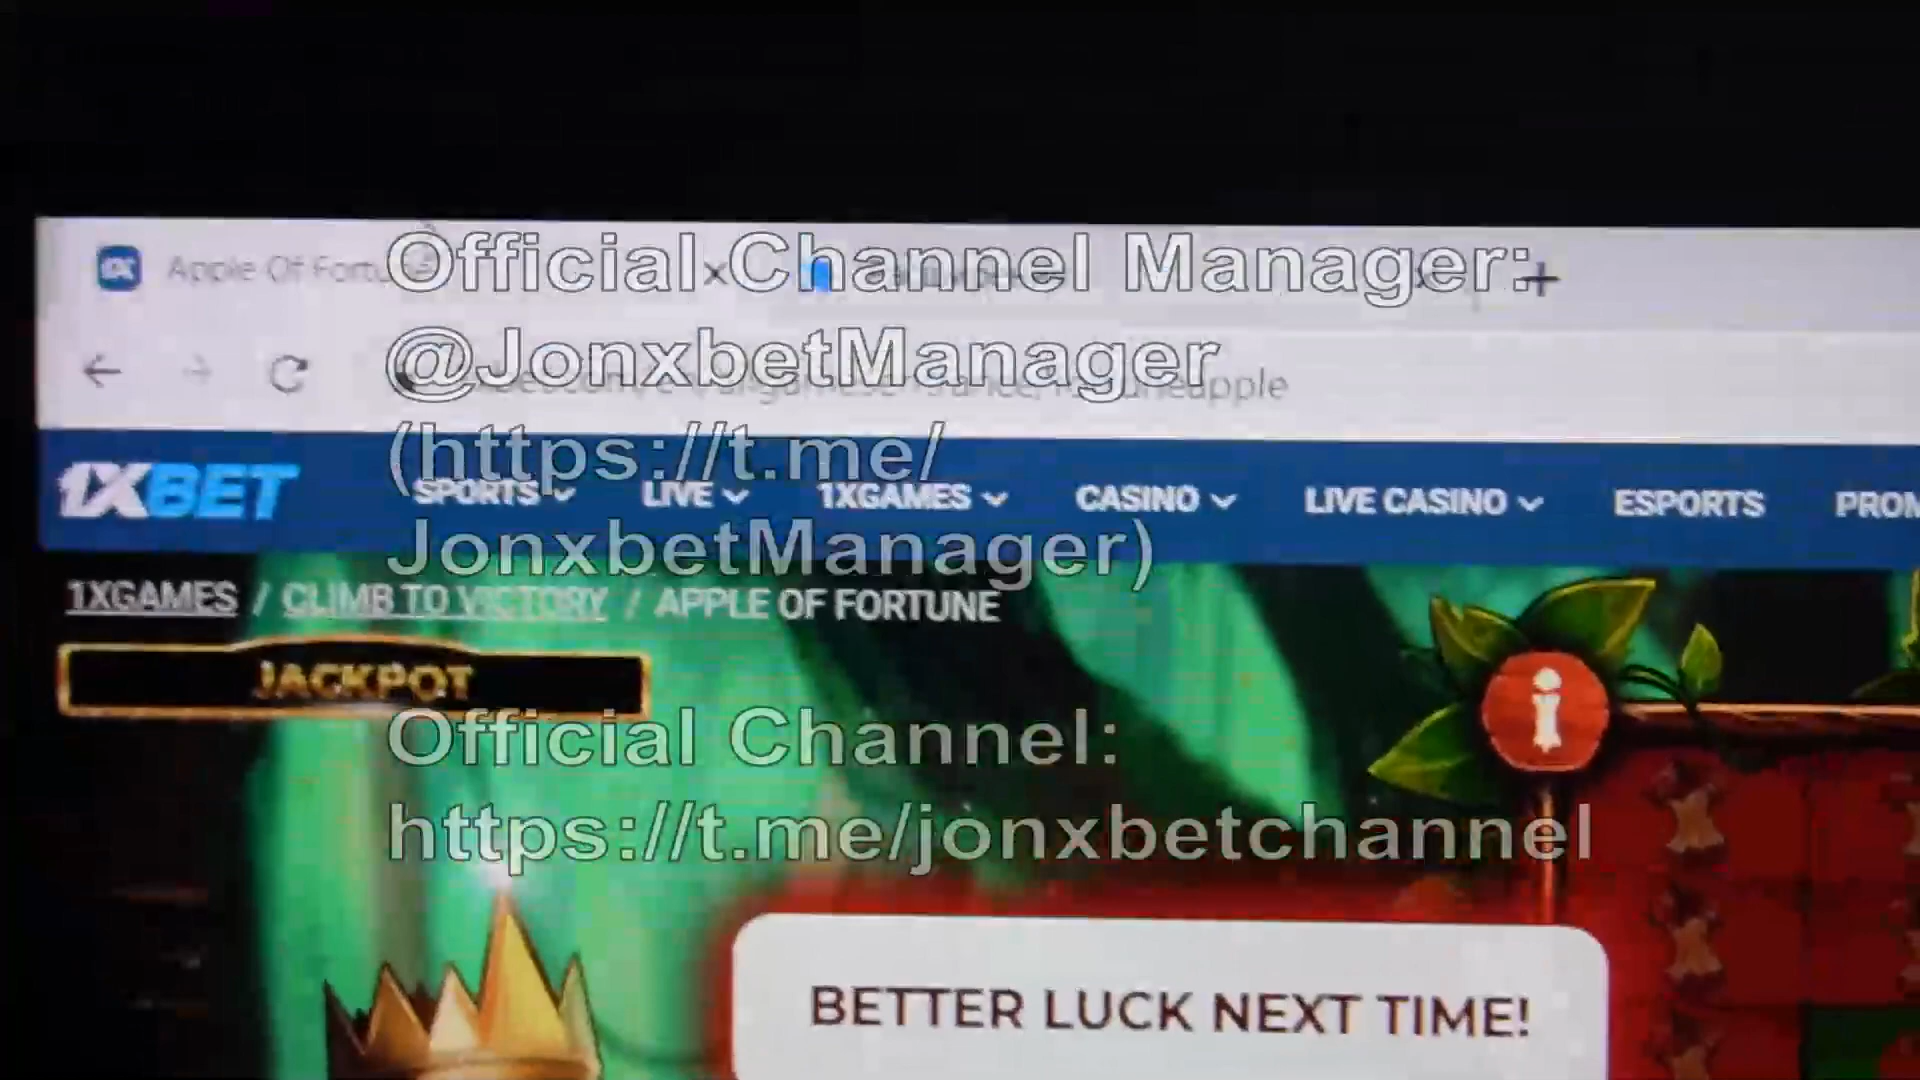 Apple Of Fortune
Official Channel Manager:
@JonxbetManager
(https://t.me/
JonxbetManager)
1XBET
SPORTS LIVE 1XGAMES CASINO LIVE CASINO ESPORTS
1XGAMES / CLIMB TO VICTORY / APPLE OF FORTUNE
JACKPOT
Official Channel:
https://t.me/jonxbetchannel
BETTER LUCK NEXT TIME!